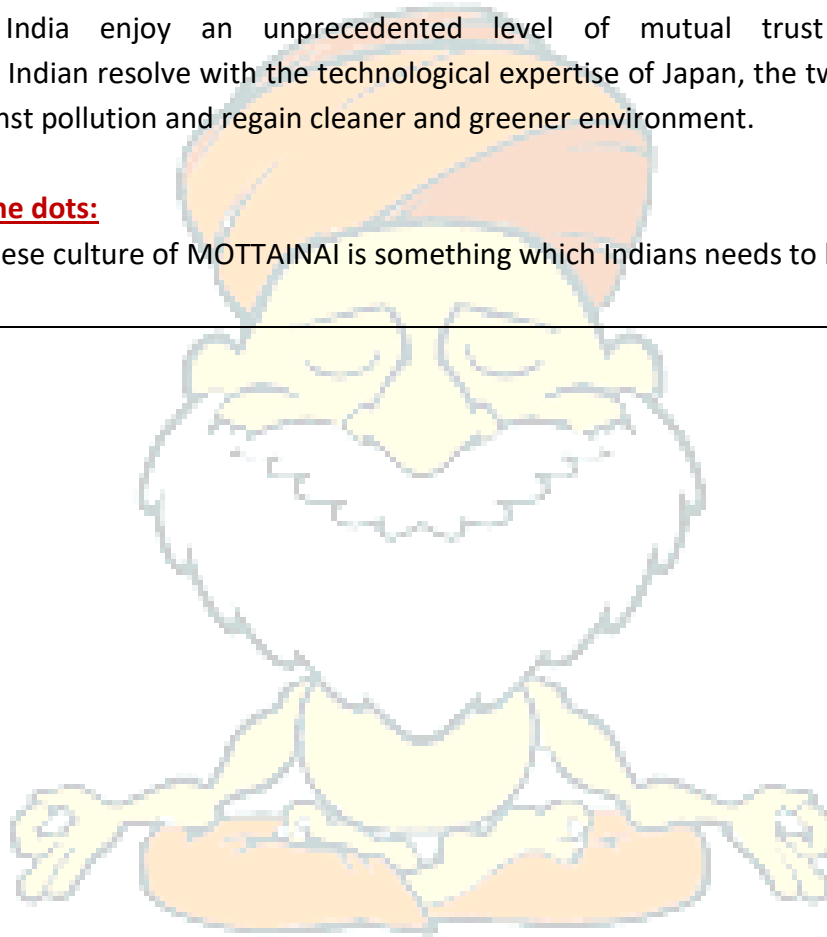 India enjoy an unprecedented level of mutual trust
Indian resolve with the technological expertise of Japan, the tw
nst pollution and regain cleaner and greener environment.
ne dots:
ese culture of MOTTAINAI is something which Indians needs to